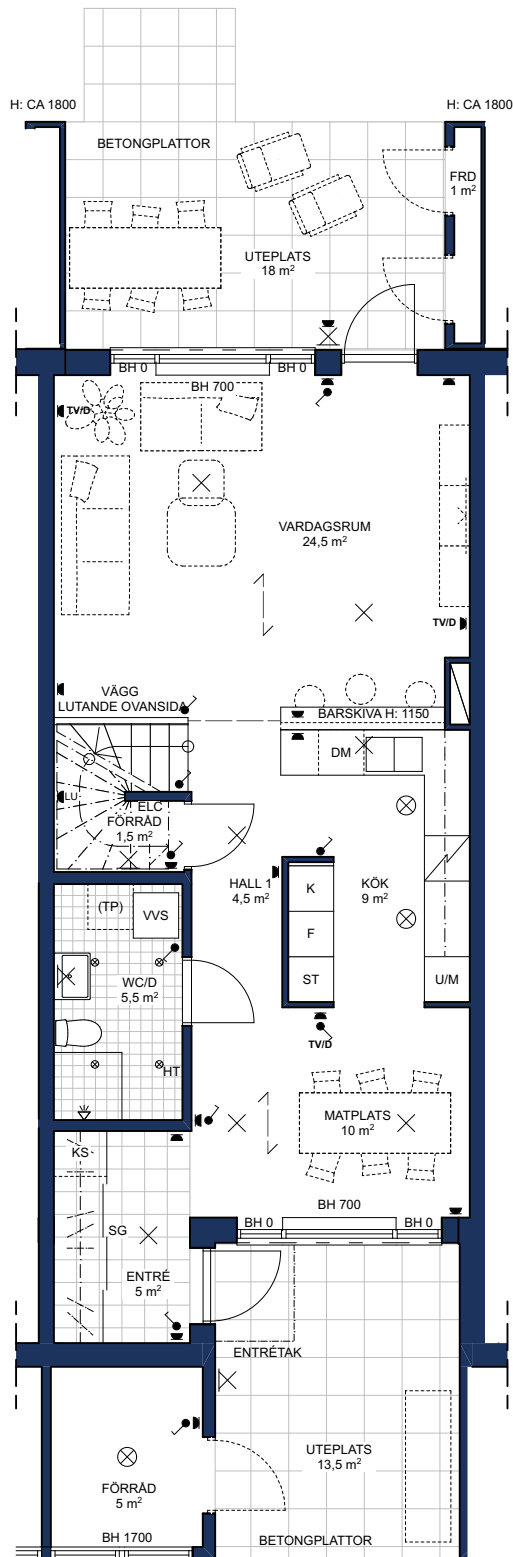 H: CA 1800
H: CA 1800
BETONGPLATTOR
FRD
1 m²
UTEPLATS
18 m²
BH 0
BH 0
BH 700
TV/D
VARDAGSRUM
24,5 m²
TV/D
VÄGG
LUTANDE OVANSIDA
BARSKIVA H: 1150
DM
LU
ELC
FÖRRÅD
1,5 m²
HALL 1
4,5 m²
K
KÖK
9 m²
F
(TP)
VVS
ST
U/M
WC/D
5,5 m²
TV/D
HT
MATPLATS
10 m²
KS
BH 700
SG
BH 0
BH 0
ENTRÉ
5 m²
ENTRÉTAK
UTEPLATS
13,5 m²
FÖRRÅD
5 m²
BH 1700
BETONGPLATTOR